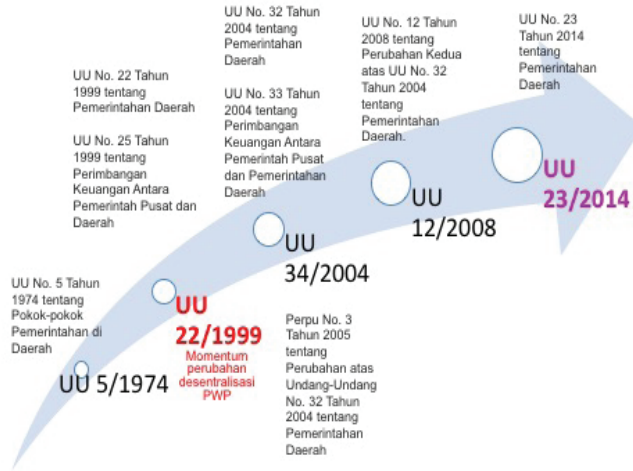 UU No. 5 Tahun
1974 tentang
Pokok-pokok
Pemerintahan di
Daerah
UU 5/1974
UU No. 22 Tahun
1999 tentang
Pemerintahan Daerah
UU No. 25 Tahun
1999 tentang
Perimbangan
Keuangan Antara
Pemerintah Pusat dan
Daerah
UU
22/1999
Momentum
perubahan
desentralisasi
PWP
UU No. 32 Tahun
2004 tentang
Pemerintahan
Daerah
UU No. 33 Tahun
2004 tentang
Perimbangan
Keuangan Antara
Pemerintah Pusat
dan Pemerintahan
Daerah
UU
34/2004
Perpu No. 3
Tahun 2005
tentang
Perubahan atas
Undang-Undang
No. 32 Tahun
2004 tentang
Pemerintahan
Daerah
UU No. 12 Tahun
2008 tentang
Perubahan Kedua
atas UU No. 32
Tahun 2004
tentang
Pemerintahan
Daerah.
UU
12/2008
UU No. 23
Tahun 2014
tentang
Pemerintahan
Daerah
UU
23/2014